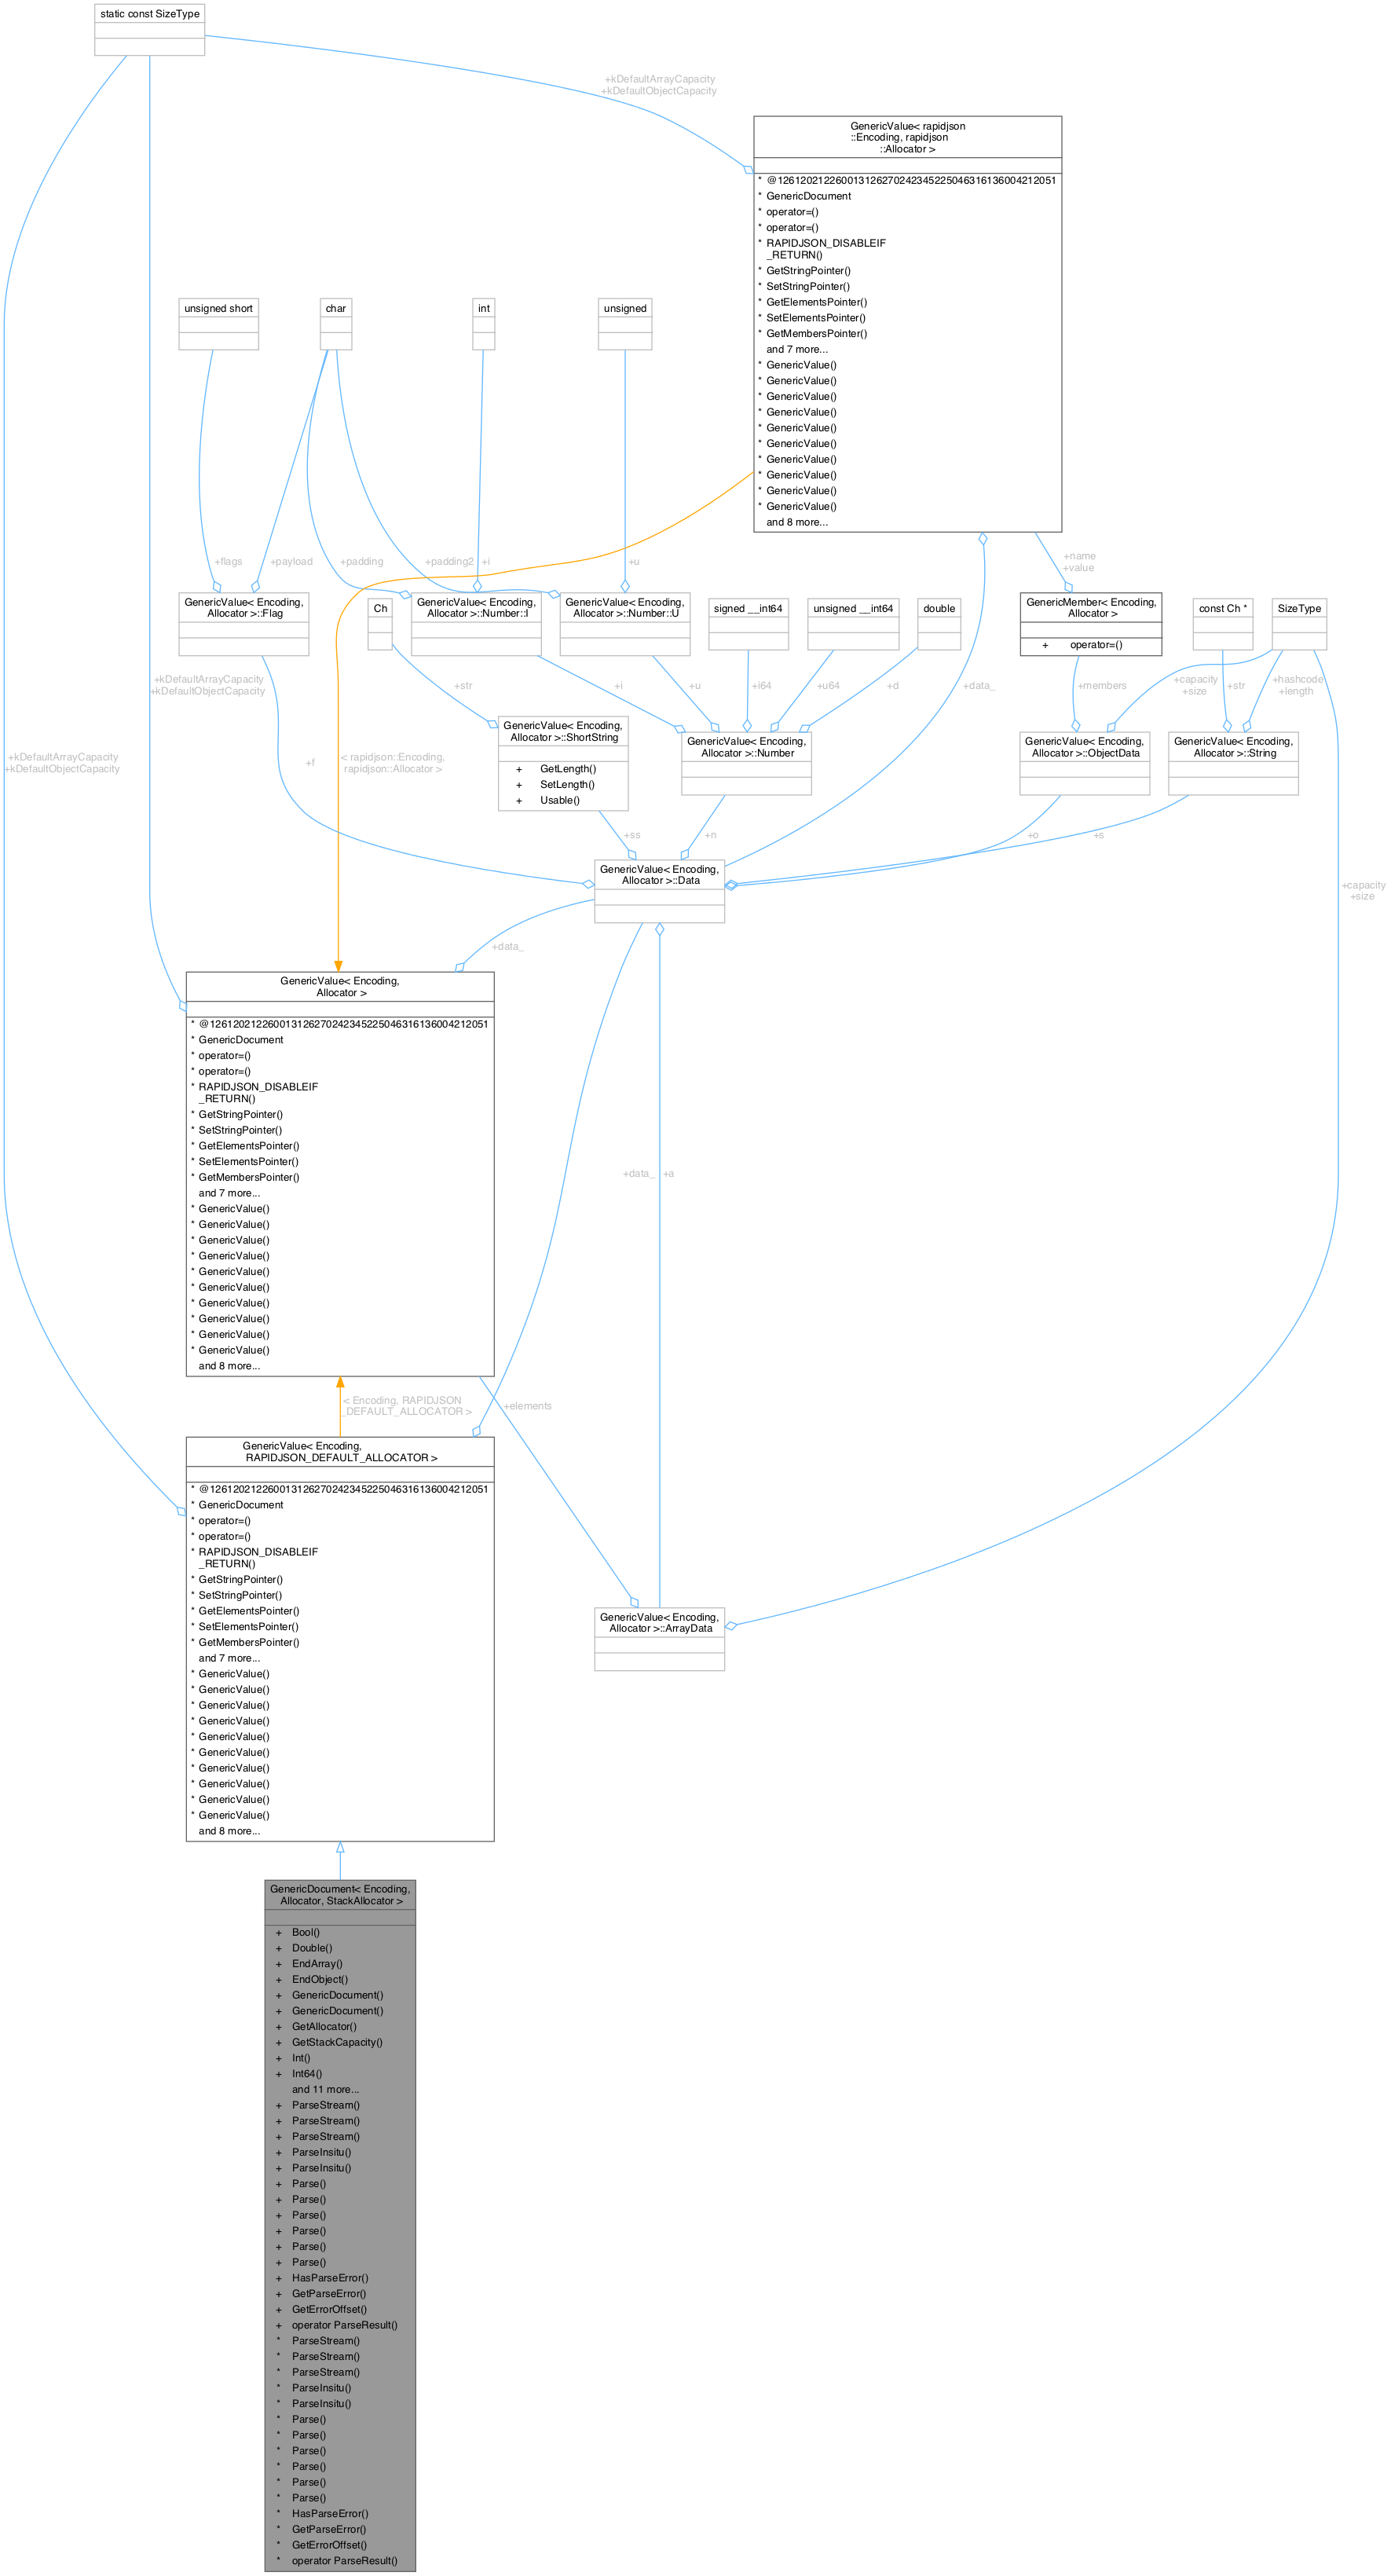 static const SizeType
+kDefaultArrayCapacity
+kDefaultObjectCapacity
GenericValue< rapidjson
::Encoding, rapidjson
::Allocator >
* @126120212260013126270242345225046316136004212051
* GenericDocument
* operator=()
* operator=()
* RAPIDJSON_DISABLEIF
_RETURN()
* GetStringPointer()
* SetStringPointer()
* GetElementsPointer()
* SetElementsPointer()
* GetMembersPointer()
and 7 more...
* GenericValue()
* GenericValue()
* GenericValue()
* GenericValue()
* GenericValue()
* GenericValue()
* GenericValue()
* GenericValue()
* GenericValue()
* GenericValue()
and 8 more...
unsigned short
char
int
unsigned
+flags
+payload
+padding
+padding2
+i
+u
+name
+value
GenericValue< Encoding,
Allocator >::Flag
Ch
GenericValue< Encoding,
Allocator >::Number::I
GenericValue< Encoding,
Allocator >::Number::U
signed __int64
unsigned __int64
double
GenericMember< Encoding,
Allocator >
+ operator=()
const Ch *
SizeType
+kDefaultArrayCapacity
+kDefaultObjectCapacity
+str
+i
+u
+i64
+u64
+d
+data_
+members
+capacity
+size
+str
+hashcode
+length
GenericValue< Encoding,
Allocator >::ShortString
+ GetLength()
+ SetLength()
+ Usable()
GenericValue< Encoding,
Allocator >::Number
GenericValue< Encoding,
Allocator >::ObjectData
GenericValue< Encoding,
Allocator >::String
+kDefaultArrayCapacity
+kDefaultObjectCapacity
+f
< rapidjson::Encoding,
rapidjson::Allocator >
+ss
+n
+o
+s
GenericValue< Encoding,
Allocator >::Data
+capacity
+size
+data_
GenericValue< Encoding,
Allocator >
* @126120212260013126270242345225046316136004212051
* GenericDocument
* operator=()
* operator=()
* RAPIDJSON_DISABLEIF
_RETURN()
* GetStringPointer()
* SetStringPointer()
* GetElementsPointer()
* SetElementsPointer()
* GetMembersPointer()
and 7 more...
* GenericValue()
* GenericValue()
* GenericValue()
* GenericValue()
* GenericValue()
* GenericValue()
* GenericValue()
* GenericValue()
* GenericValue()
* GenericValue()
and 8 more...
+data_
+a
< Encoding, RAPIDJSON
_DEFAULT_ALLOCATOR >
+elements
GenericValue< Encoding,
RAPIDJSON_DEFAULT_ALLOCATOR >
* @126120212260013126270242345225046316136004212051
* GenericDocument
* operator=()
* operator=()
* RAPIDJSON_DISABLEIF
_RETURN()
* GetStringPointer()
* SetStringPointer()
* GetElementsPointer()
* SetElementsPointer()
* GetMembersPointer()
and 7 more...
* GenericValue()
* GenericValue()
* GenericValue()
* GenericValue()
* GenericValue()
* GenericValue()
* GenericValue()
* GenericValue()
* GenericValue()
* GenericValue()
and 8 more...
GenericValue< Encoding,
Allocator >::ArrayData
GenericDocument< Encoding,
Allocator, StackAllocator >
+ Bool()
+ Double()
+ EndArray()
+ EndObject()
+ GenericDocument()
+ GenericDocument()
+ GetAllocator()
+ GetStackCapacity()
+ Int()
+ Int64()
and 11 more...
+ ParseStream()
+ ParseStream()
+ ParseStream()
+ ParseInsitu()
+ ParseInsitu()
+ Parse()
+ Parse()
+ Parse()
+ Parse()
+ Parse()
+ Parse()
+ HasParseError()
+ GetParseError()
+ GetErrorOffset()
+ operator ParseResult()
* ParseStream()
* ParseStream()
* ParseStream()
* ParseInsitu()
* ParseInsitu()
* Parse()
* Parse()
* Parse()
* Parse()
* Parse()
* Parse()
* HasParseError()
* GetParseError()
* GetErrorOffset()
* operator ParseResult()